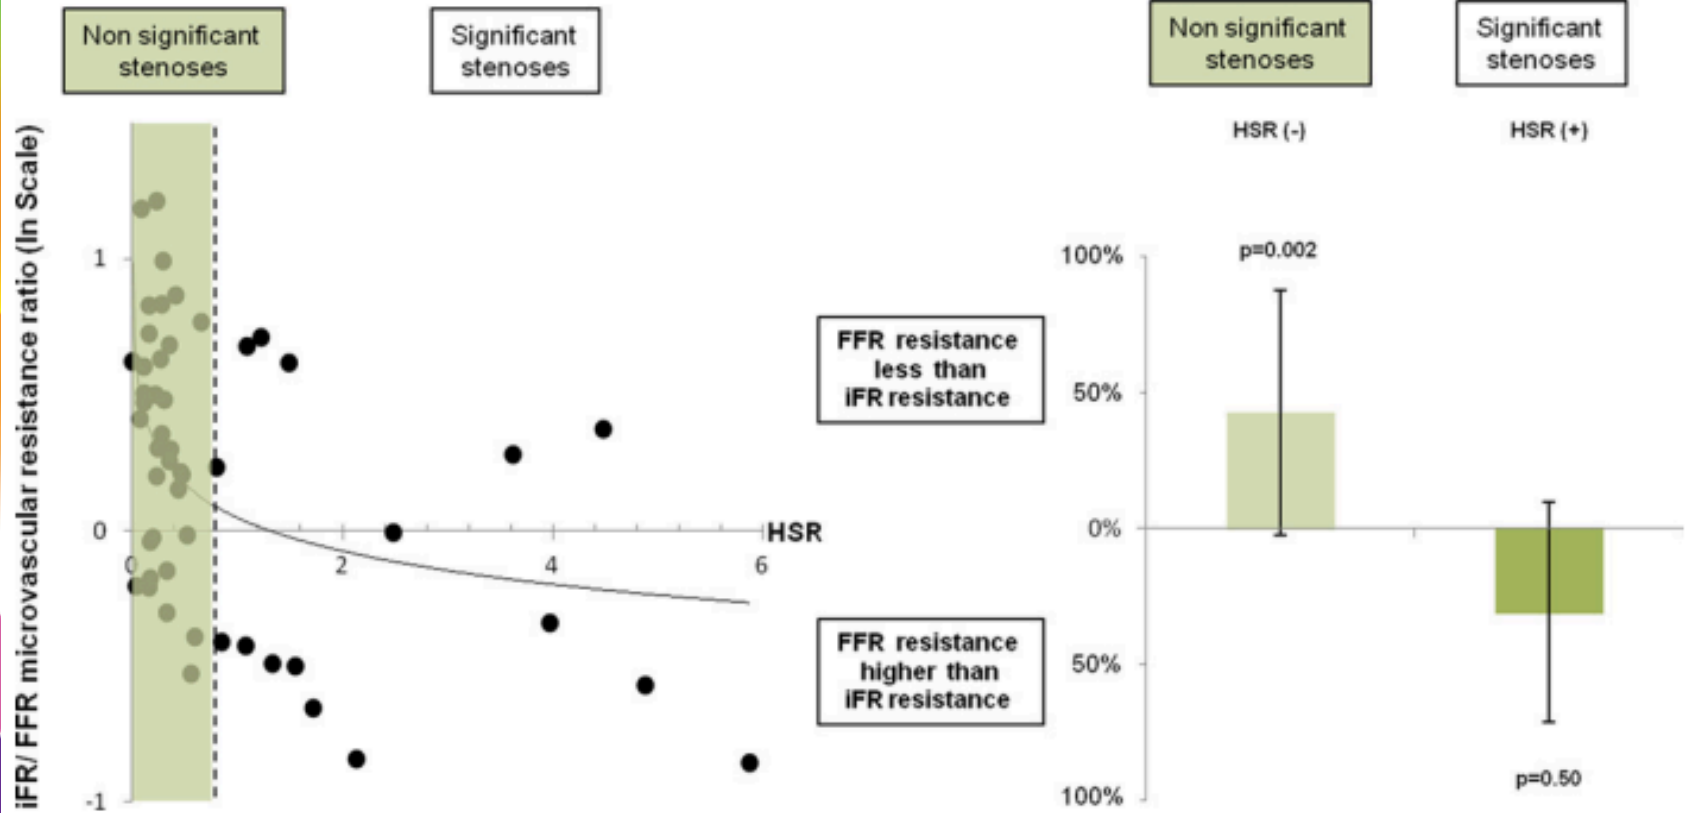 Non significant
stenoses
Significant
stenoses
iFR/ FFR microvascular resistance ratio (ln Scale)
1
0
-1
0
2
4
6
HSR
FFR resistance
less than
iFR resistance
FFR resistance
higher than
iFR resistance
Non significant
stenoses
Significant
stenoses
HSR (-)
HSR (+)
100%
50%
0%
50%
100%
p=0.002
p=0.50